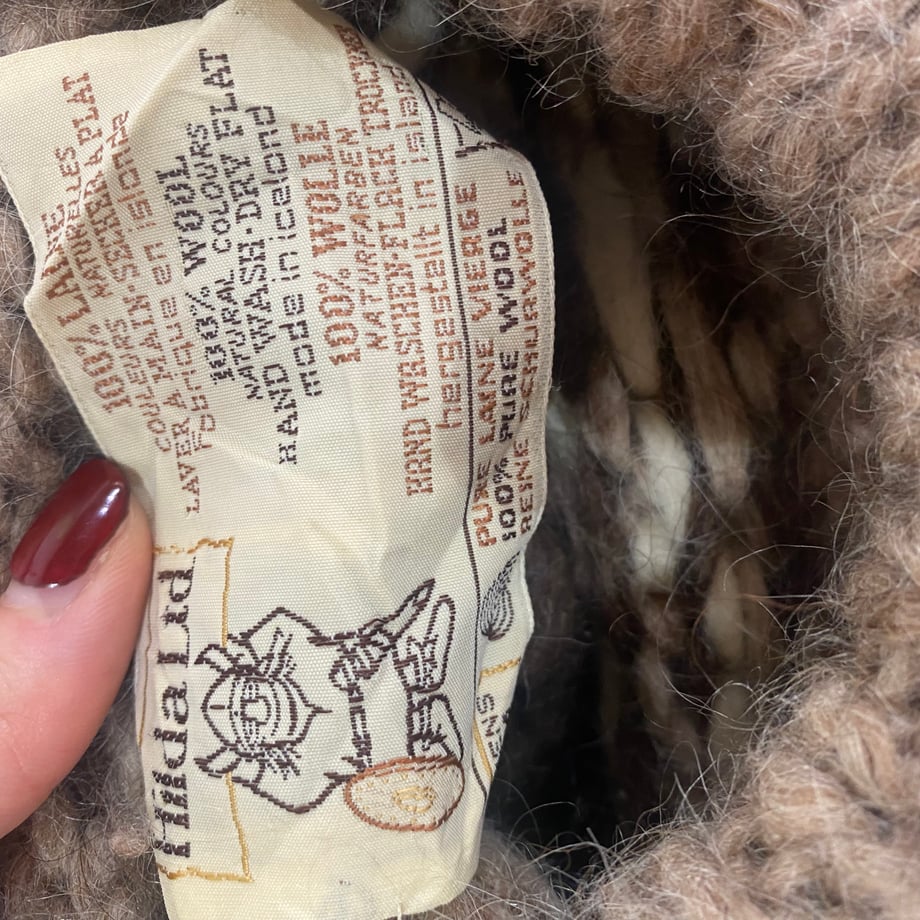 Hilda Ltd
100% LAINE
COULEURS NATURELLES
LAVER A MAIN-SECHER A PLAT
Fabriqué en islande
100% WOOL
NATURAL COLOURS
HAND WASH-DRY FLAT
made in iceland
100% WOLLE
NATURFARBEN
HAND WASCHEN-FLACH
hergestellt in
PURE LAINE VIERGE
100% PURE WOOL
REINE SCHURWOLLE